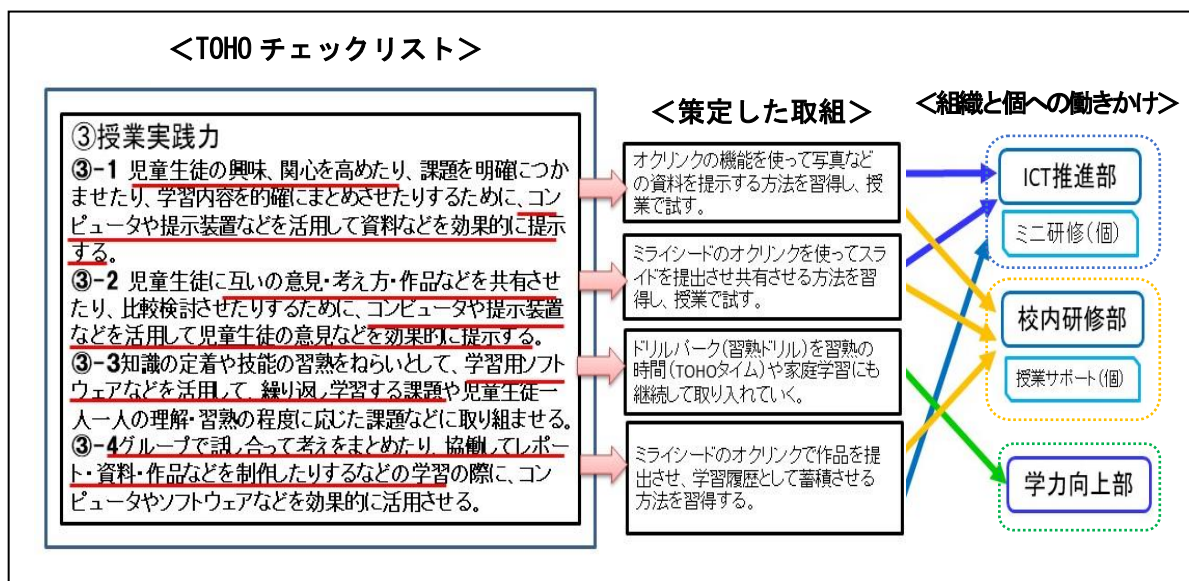 ＜TOHO チェックリスト＞
③授業実践力
③-1 児童生徒の興味、関心を高めたり、課題を明確につか
ませたり、学習内容を的確にまとめさせたりするために、コン
ピュータや提示装置などを活用して資料などを効果的に提示
する。
③-2 児童生徒に互いの意見・考え方・作品などを共有させ
たり、比較検討させたりするために、コンピュータや提示装置
などを活用して児童生徒の意見などを効果的に提示する。
③-3知識の定着や技能の習熟をねらいとして、学習用ソフト
ウェアなどを活用して、繰り返し学習する課題や児童生徒一
人一人の理解・習熟の程度に応じた課題などに取り組ませる。
③-4グループで話し合って考えをまとめたり、協働してレポー
ト・資料・作品などを制作したりするなどの学習の際に、コン
ピュータやソフトウェアなどを効果的に活用させる。
＜策定した取組＞
オクリンクの機能を使って写真など
の資料を提示する方法を習得し、授
業で試す。
ミライシードのオクリンクを使ってスラ
イドを提出させ共有させる方法を習
得し、授業で試す。
ドリルパーク(習熟ドリル)を習熟の
時間(TOHOタイム)や家庭学習にも
継続して取り入れていく。
ミライシードのオクリンクで作品を提
出させ、学習履歴として蓄積させる
方法を習得する。
＜組織と個への働きかけ＞
ICT推進部
ミニ研修(個)
校内研修部
授業サポート(個)
学力向上部